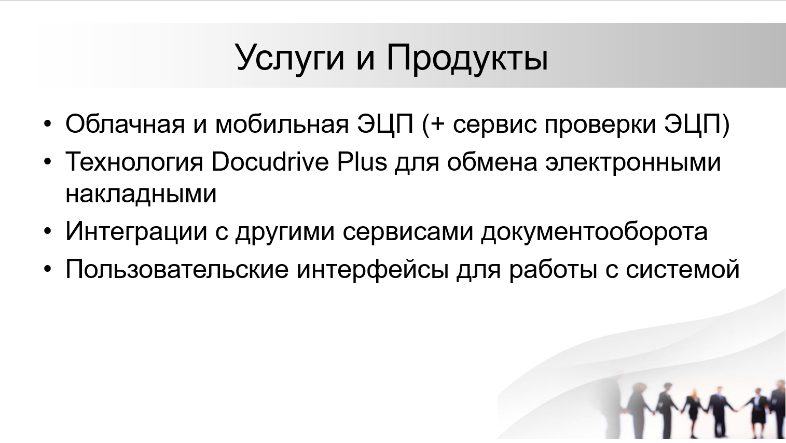 Услуги и Продукты
• Облачная и мобильная ЭЦП (+ сервис проверки ЭЦП)
• Технология Docudrive Plus для обмена электронными
накладными
• Интеграции с другими сервисами документооборота
• Пользовательские интерфейсы для работы с системой